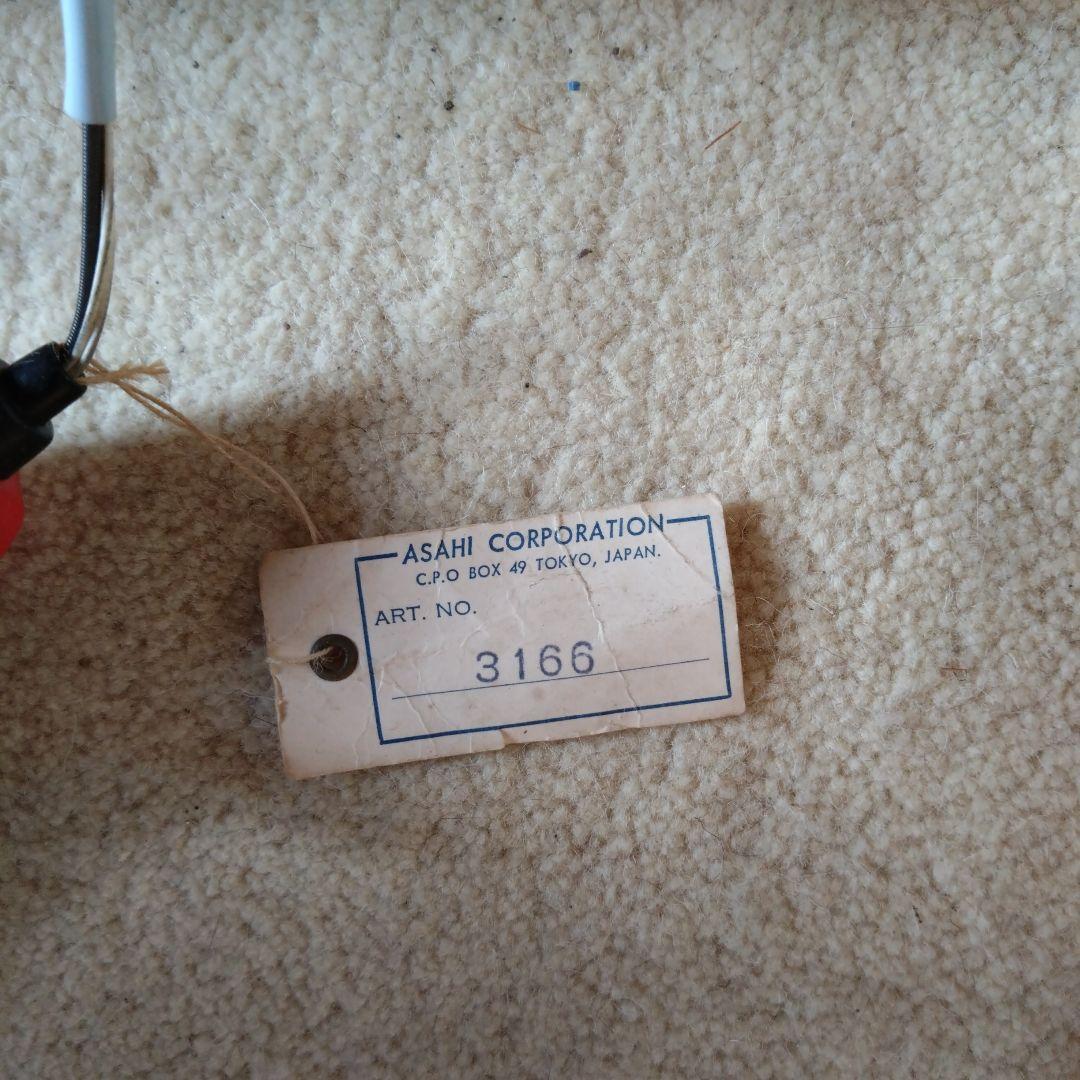 ASAHI CORPORATION
C.P.O BOX 49 TOKYO, JAPAN.
ART. NO.
3166